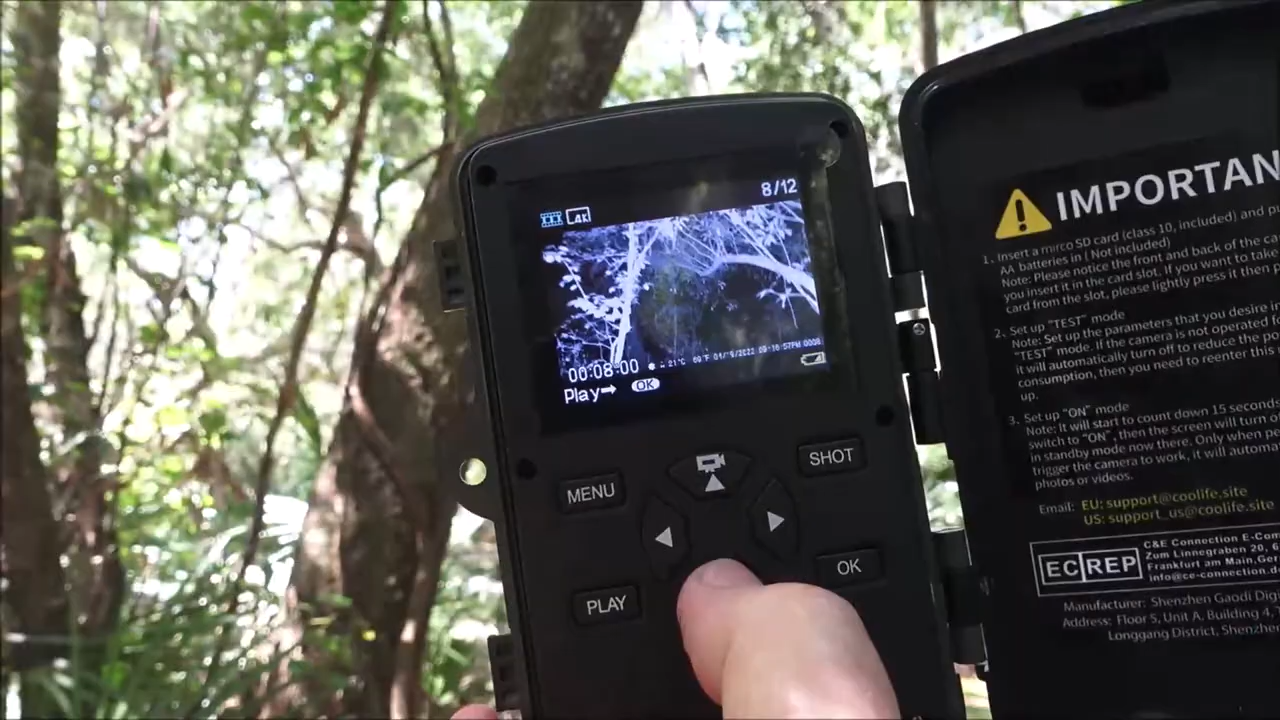 8/12
4K
00:08:00
21°C
09:16:57PM 0008
Play➞ OK
MENU
SHOT
PLAY
OK
IMPORTAN
1. Insert a mirco SD card (class 10, included) and p
AA batteries in ( Not included)
Note: Please notice the front and back of the ca
you insert it in the card slot. If you want to take
card from the slot, please lightly press it then p
2. Set up "TEST" mode
Note: Set up the parameters that you desire i
"TEST" mode. If the camera is not operated f
it will automatically turn off to reduce the po
consumption, then you need to reenter this
up.
3. Set up "ON" mode
Note: It will start to count down 15 seconds
switch to "ON", then the screen will turn o
in standby mode now there. Only when pe
trigger the camera to work, it will automa
photos or videos.
Email: EU: support@coolife.site
US: support_us@coolife.site
EC REP
C&E Connection E-Com
Zum Linnegraben 20, 6
Frankfurt am Main,Ger
info@ce-connection.de
Manufacturer: Shenzhen Gaodi Digi
Address: Floor 5, Unit A, Building 4,
Longgang District, Shenzhe